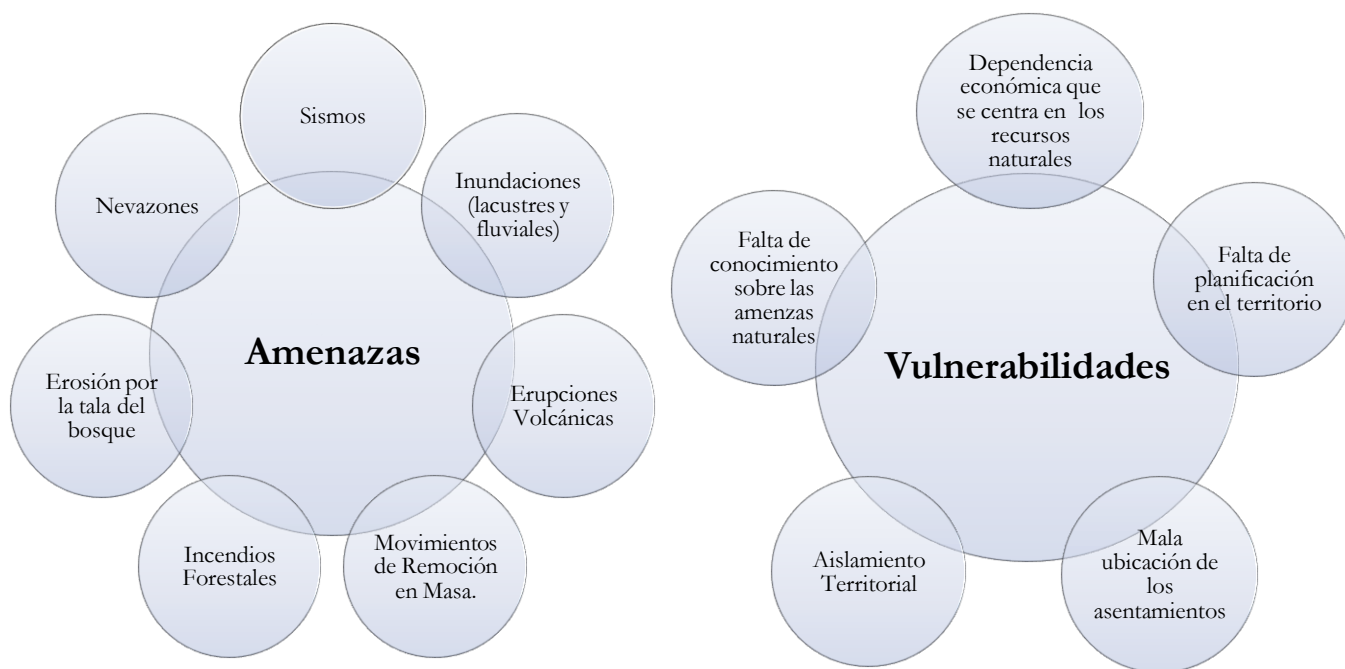 Amenazas
Sismos
Inundaciones
(lacustres y
fluviales)
Erupciones
Volcánicas
Movimientos
de Remoción
en Masa.
Incendios
Forestales
Erosión por
la tala del
bosque
Nevazones
Vulnerabilidades
Dependencia
económica que
se centra en los
recursos
naturales
Falta de
planificación
en el territorio
Mala
ubicación de
los
asentamientos
Aislamiento
Territorial
Falta de
conocimiento
sobre las
amenzas
naturales